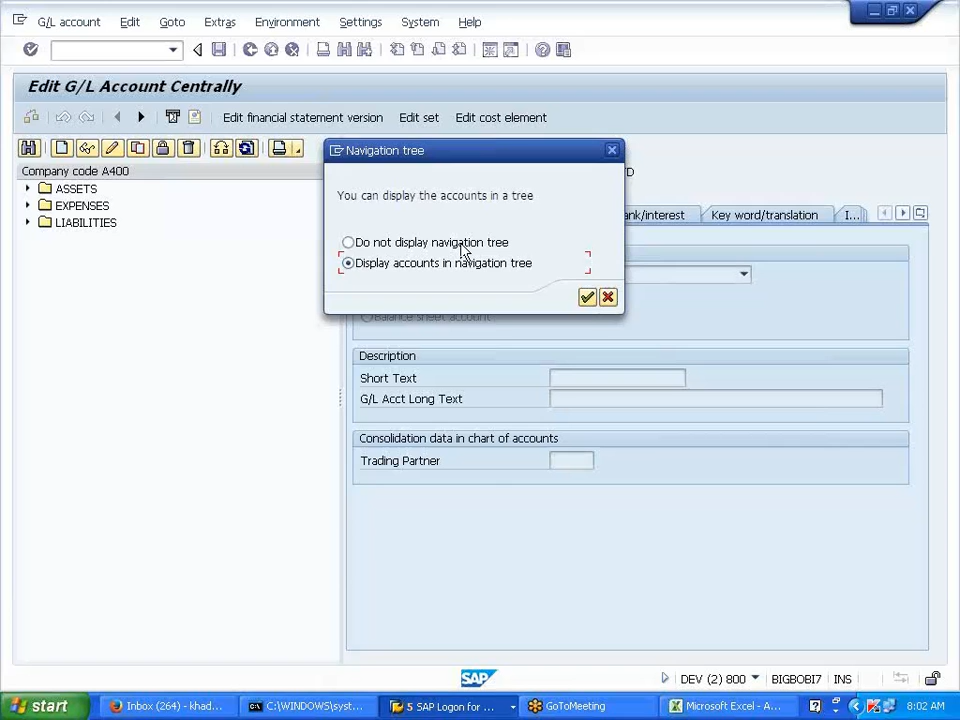 G/L account Edit Goto Extras Environment Settings System Help
Edit G/L Account Centrally
Edit financial statement version Edit set Edit cost element
Company code A400
ASSETS
EXPENSES
LIABILITIES
Navigation tree
You can display the accounts in a tree
Do not display navigation tree
Display accounts in navigation tree
D
ank/interest Key word/translation I...
Balance sheet account
Description
Short Text
G/L Acct Long Text
Consolidation data in chart of accounts
Trading Partner
SAP
DEV (2) 800 BIGBOBI7 INS
start Inbox (264) - khad... C:\WINDOWS\syst... 5 SAP Logon for ... GoToMeeting Microsoft Excel - A... 8:02 AM